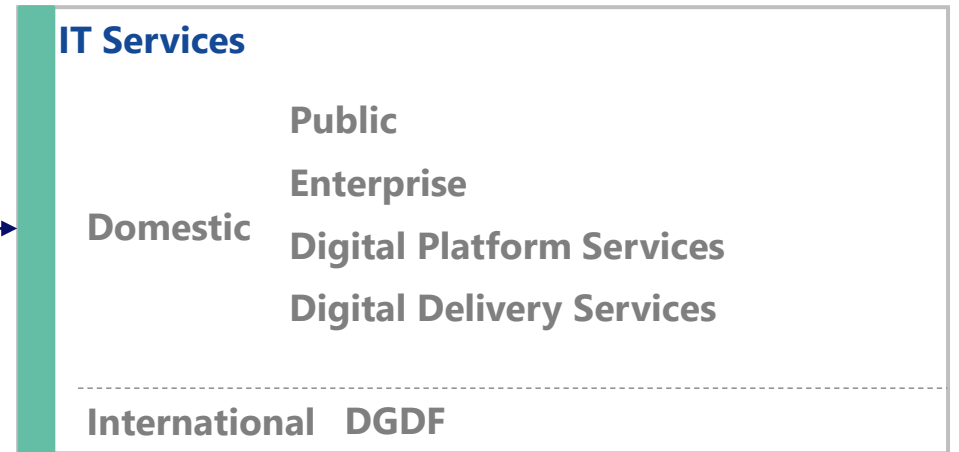 IT Services
Public
Enterprise
Domestic
Digital Platform Services
Digital Delivery Services
International DGDF